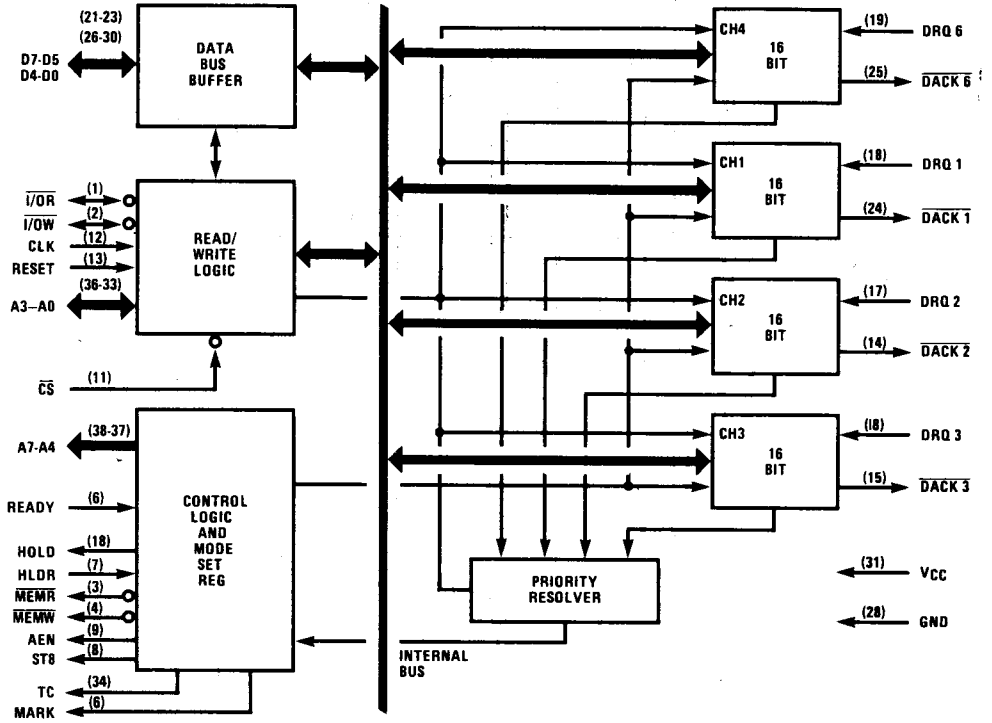 (21-23)
(26-30)
D7-D5
D4-D0
DATA
BUS
BUFFER
I/OR (1)
I/OW (2)
CLK (12)
RESET (13)
A3–A0 (36-33)
READ/
WRITE
LOGIC
CS (11)
A7-A4 (38-37)
READY (6)
HOLD (18)
HLDR (7)
MEMR (3)
MEMW (4)
AEN (9)
ST8 (8)
TC (34)
MARK (6)
CONTROL
LOGIC
AND
MODE
SET
REG
INTERNAL
BUS
CH4
16
BIT
(19) DRQ 6
(25) DACK 6
CH1
16
BIT
(18) DRQ 1
(24) DACK 1
CH2
16
BIT
(17) DRQ 2
(14) DACK 2
CH3
16
BIT
(I8) DRQ 3
(15) DACK 3
PRIORITY
RESOLVER
(31) VCC
(28) GND